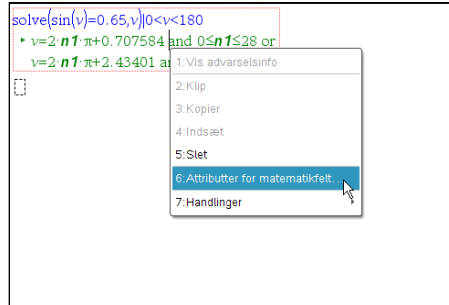 solve(sin(v)=0.65,v)|0<v<180
▸ v=2·n1·π+0.707584 and 0≤n1≤28 or
v=2·n1·π+2.43401 a
1: Vis advarselsinfo
2: Klip
3: Kopier
4: Indsæt
5: Slet
6: Attributter for matematikfelt...
7: Handlinger